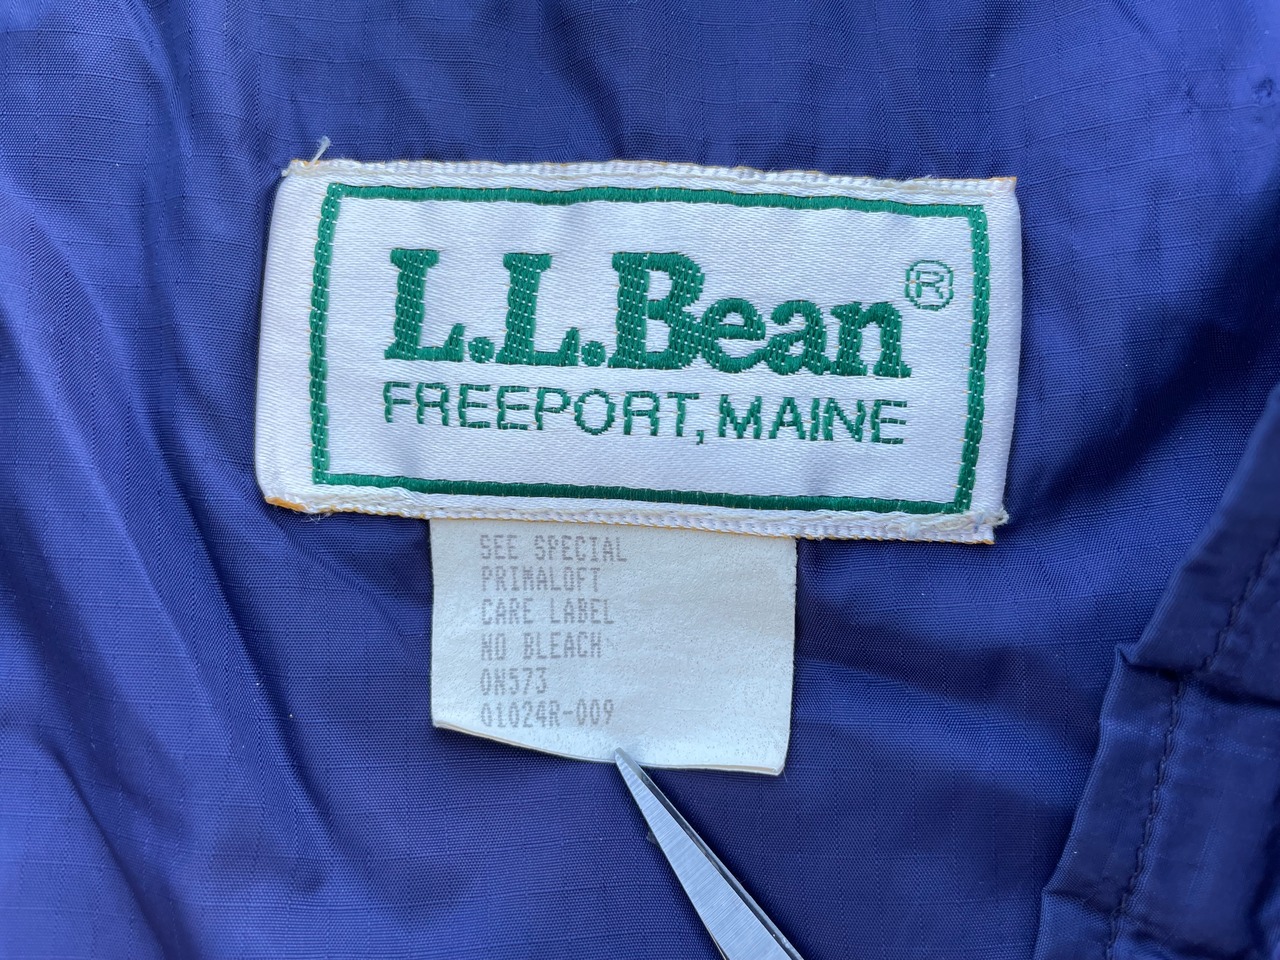 L.L.Bean®
FREEPORT, MAINE
SEE SPECIAL
PRIMALOFT
CARE LABEL
NO BLEACH
0N573
01024R-009